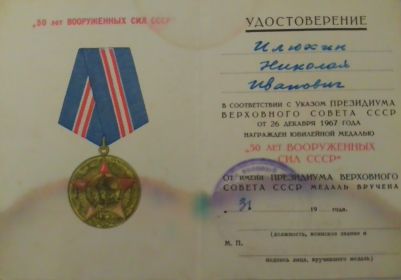 "50 ЛЕТ ВООРУЖЕННЫХ СИЛ СССР"
УДОСТОВЕРЕНИЕ
Илюхин
Николай
Иванович
В СООТВЕТСТВИИ С УКАЗОМ ПРЕЗИДИУМА
ВЕРХОВНОГО СОВЕТА СССР
ОТ 26 ДЕКАБРЯ 1967 ГОДА
НАГРАЖДЕН ЮБИЛЕЙНОЙ МЕДАЛЬЮ
"50 ЛЕТ ВООРУЖЕННЫХ
СИЛ СССР"
ОТ ИМЕНИ ПРЕЗИДИУМА ВЕРХОВНОГО
СОВЕТА СССР МЕДАЛЬ ВРУЧЕНА
„31 19 года.
(должность, воинское звание и
М. П.
подпись лица, вручившего медаль)